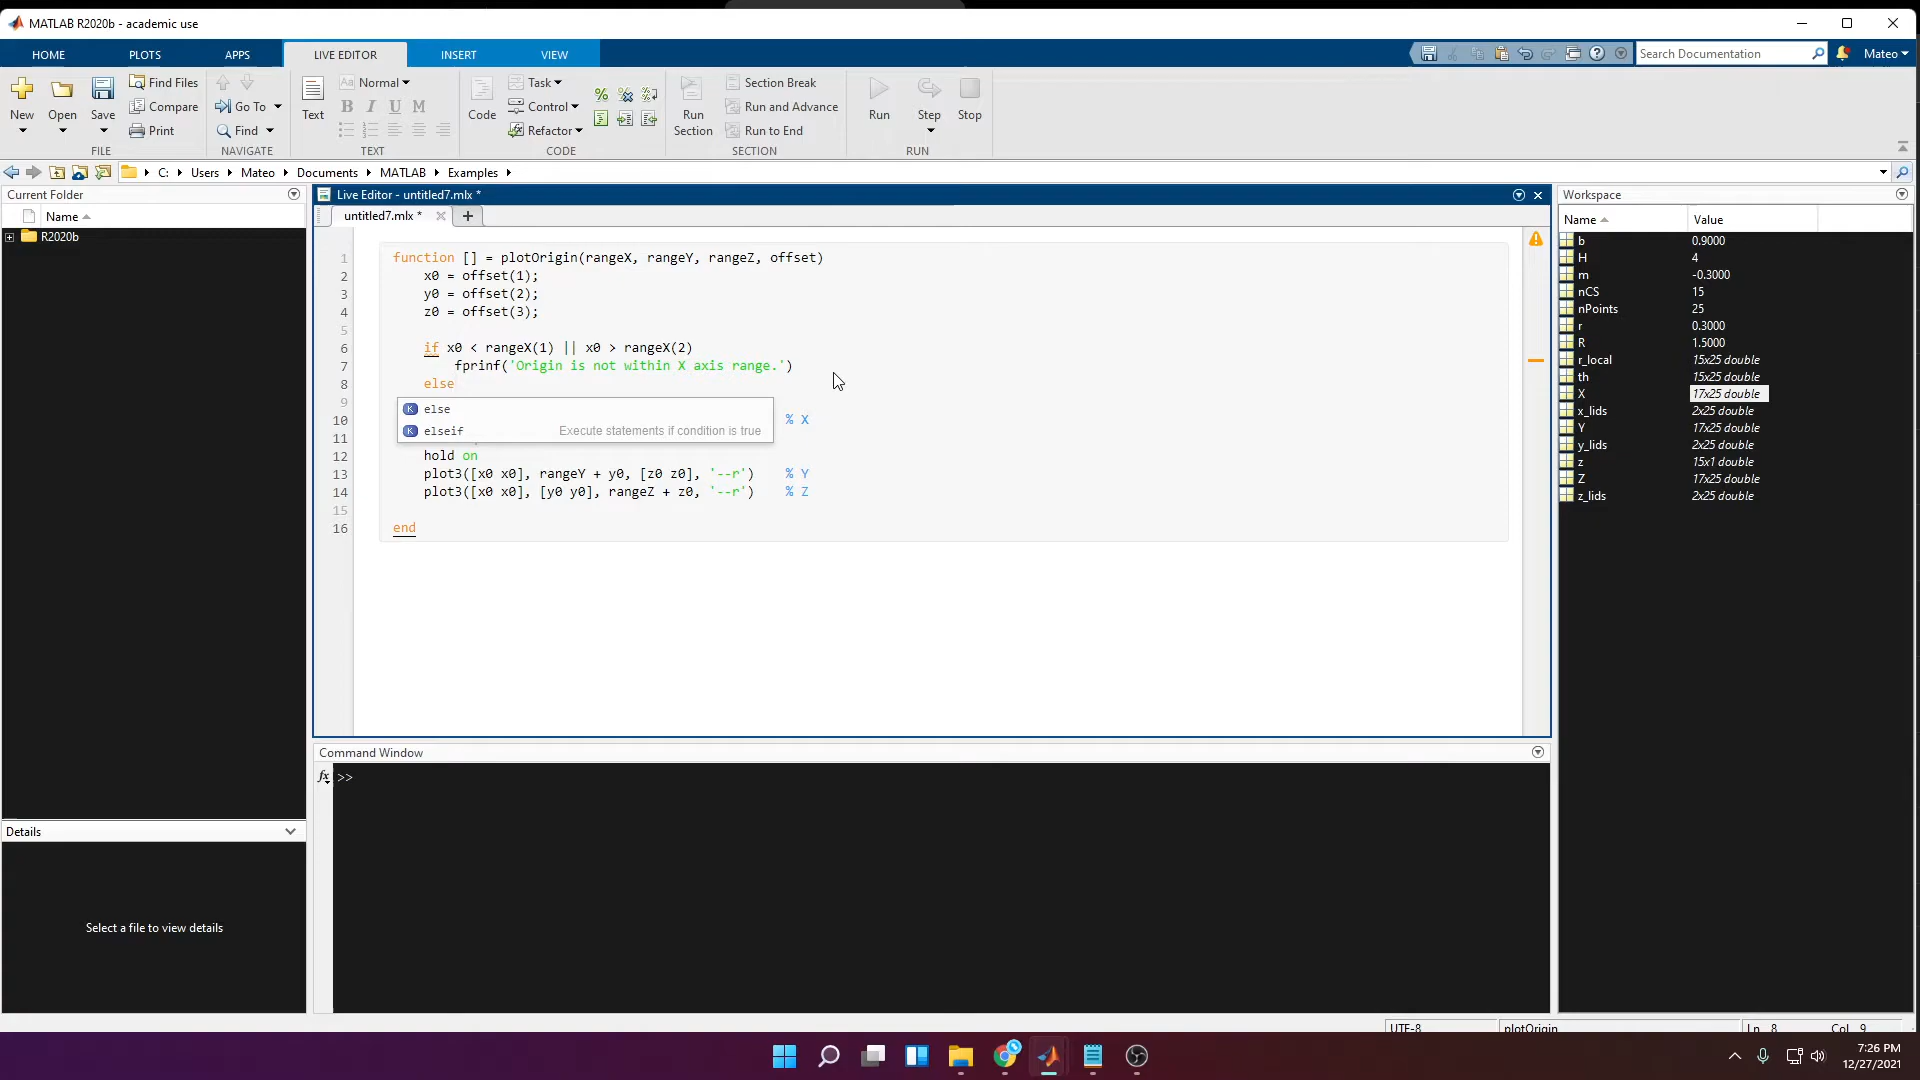 MATLAB R2020b - academic use
HOME PLOTS APPS LIVE EDITOR INSERT VIEW
Search Documentation
Mateo
New
Open
Save
Find Files
Compare
Print
FILE
Go To
Find
NAVIGATE
Text
Aa Normal
B I U M
TEXT
Code
Task
Control
Refactor
CODE
Run Section
Section Break
Run and Advance
Run to End
SECTION
Run
Step
Stop
RUN
C: Users Mateo Documents MATLAB Examples
Current Folder
Name
R2020b
Details
Select a file to view details
Live Editor - untitled7.mlx *
untitled7.mlx *
1 function [] = plotOrigin(rangeX, rangeY, rangeZ, offset)
2 x0 = offset(1);
3 y0 = offset(2);
4 z0 = offset(3);
5
6 if x0 < rangeX(1) || x0 > rangeX(2)
7 fprinf('Origin is not within X axis range.')
8 else
9
else
10 % X
elseif Execute statements if condition is true
11
12 hold on
13 plot3([x0 x0], rangeY + y0, [z0 z0], '--r') % Y
14 plot3([x0 x0], [y0 y0], rangeZ + z0, '--r') % Z
15
16 end
Command Window
fx >>
Workspace
Name Value
b 0.9000
H 4
m -0.3000
nCS 15
nPoints 25
r 0.3000
R 1.5000
r_local 15x25 double
th 15x25 double
X 17x25 double
x_lids 2x25 double
Y 17x25 double
y_lids 2x25 double
z 15x1 double
Z 17x25 double
z_lids 2x25 double
UTF-8 plotOrigin Ln 8 Col 9
7:26 PM
12/27/2021